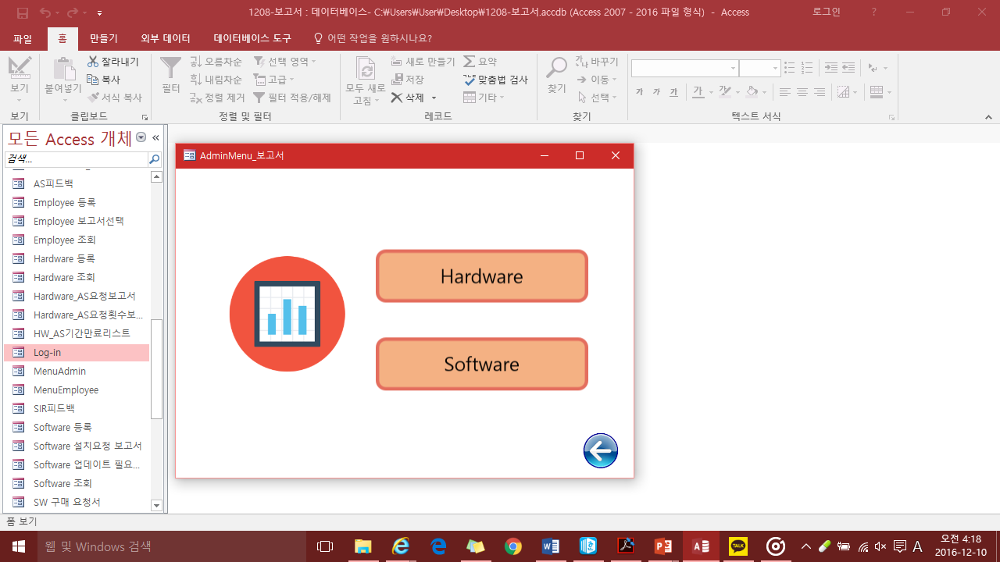 1208-보고서 : 데이터베이스- C:₩Users₩User₩Desktop₩1208-보고서.accdb (Access 2007 - 2016 파일 형식) - Access
로그인
?
파일 홈 만들기 외부 데이터 데이터베이스 도구 어떤 작업을 원하시나요?
보기
보기
붙여넣기
잘라내기
복사
서식 복사
클립보드
필터
오름차순
내림차순
정렬 제거
선택 영역
고급
필터 적용/해제
정렬 및 필터
모두 새로
고침
새로 만들기
저장
삭제
요약
맞춤법 검사
기타
레코드
찾기
바꾸기
이동
선택
찾기
가 가 가 가
텍스트 서식
모든 Access 개체
검색...
AS피드백
Employee 등록
Employee 보고서선택
Employee 조회
Hardware 등록
Hardware 조회
Hardware_AS요청보고서
Hardware_AS요청횟수보...
HW_AS기간만료리스트
Log-in
MenuAdmin
MenuEmployee
SIR피드백
Software 등록
Software 설치요청 보고서
Software 업데이트 필요...
Software 조회
SW 구매 요청서
AdminMenu_보고서
Hardware
Software
폼 보기
웹 및 Windows 검색
TALK
A
오전 4:18
2016-12-10